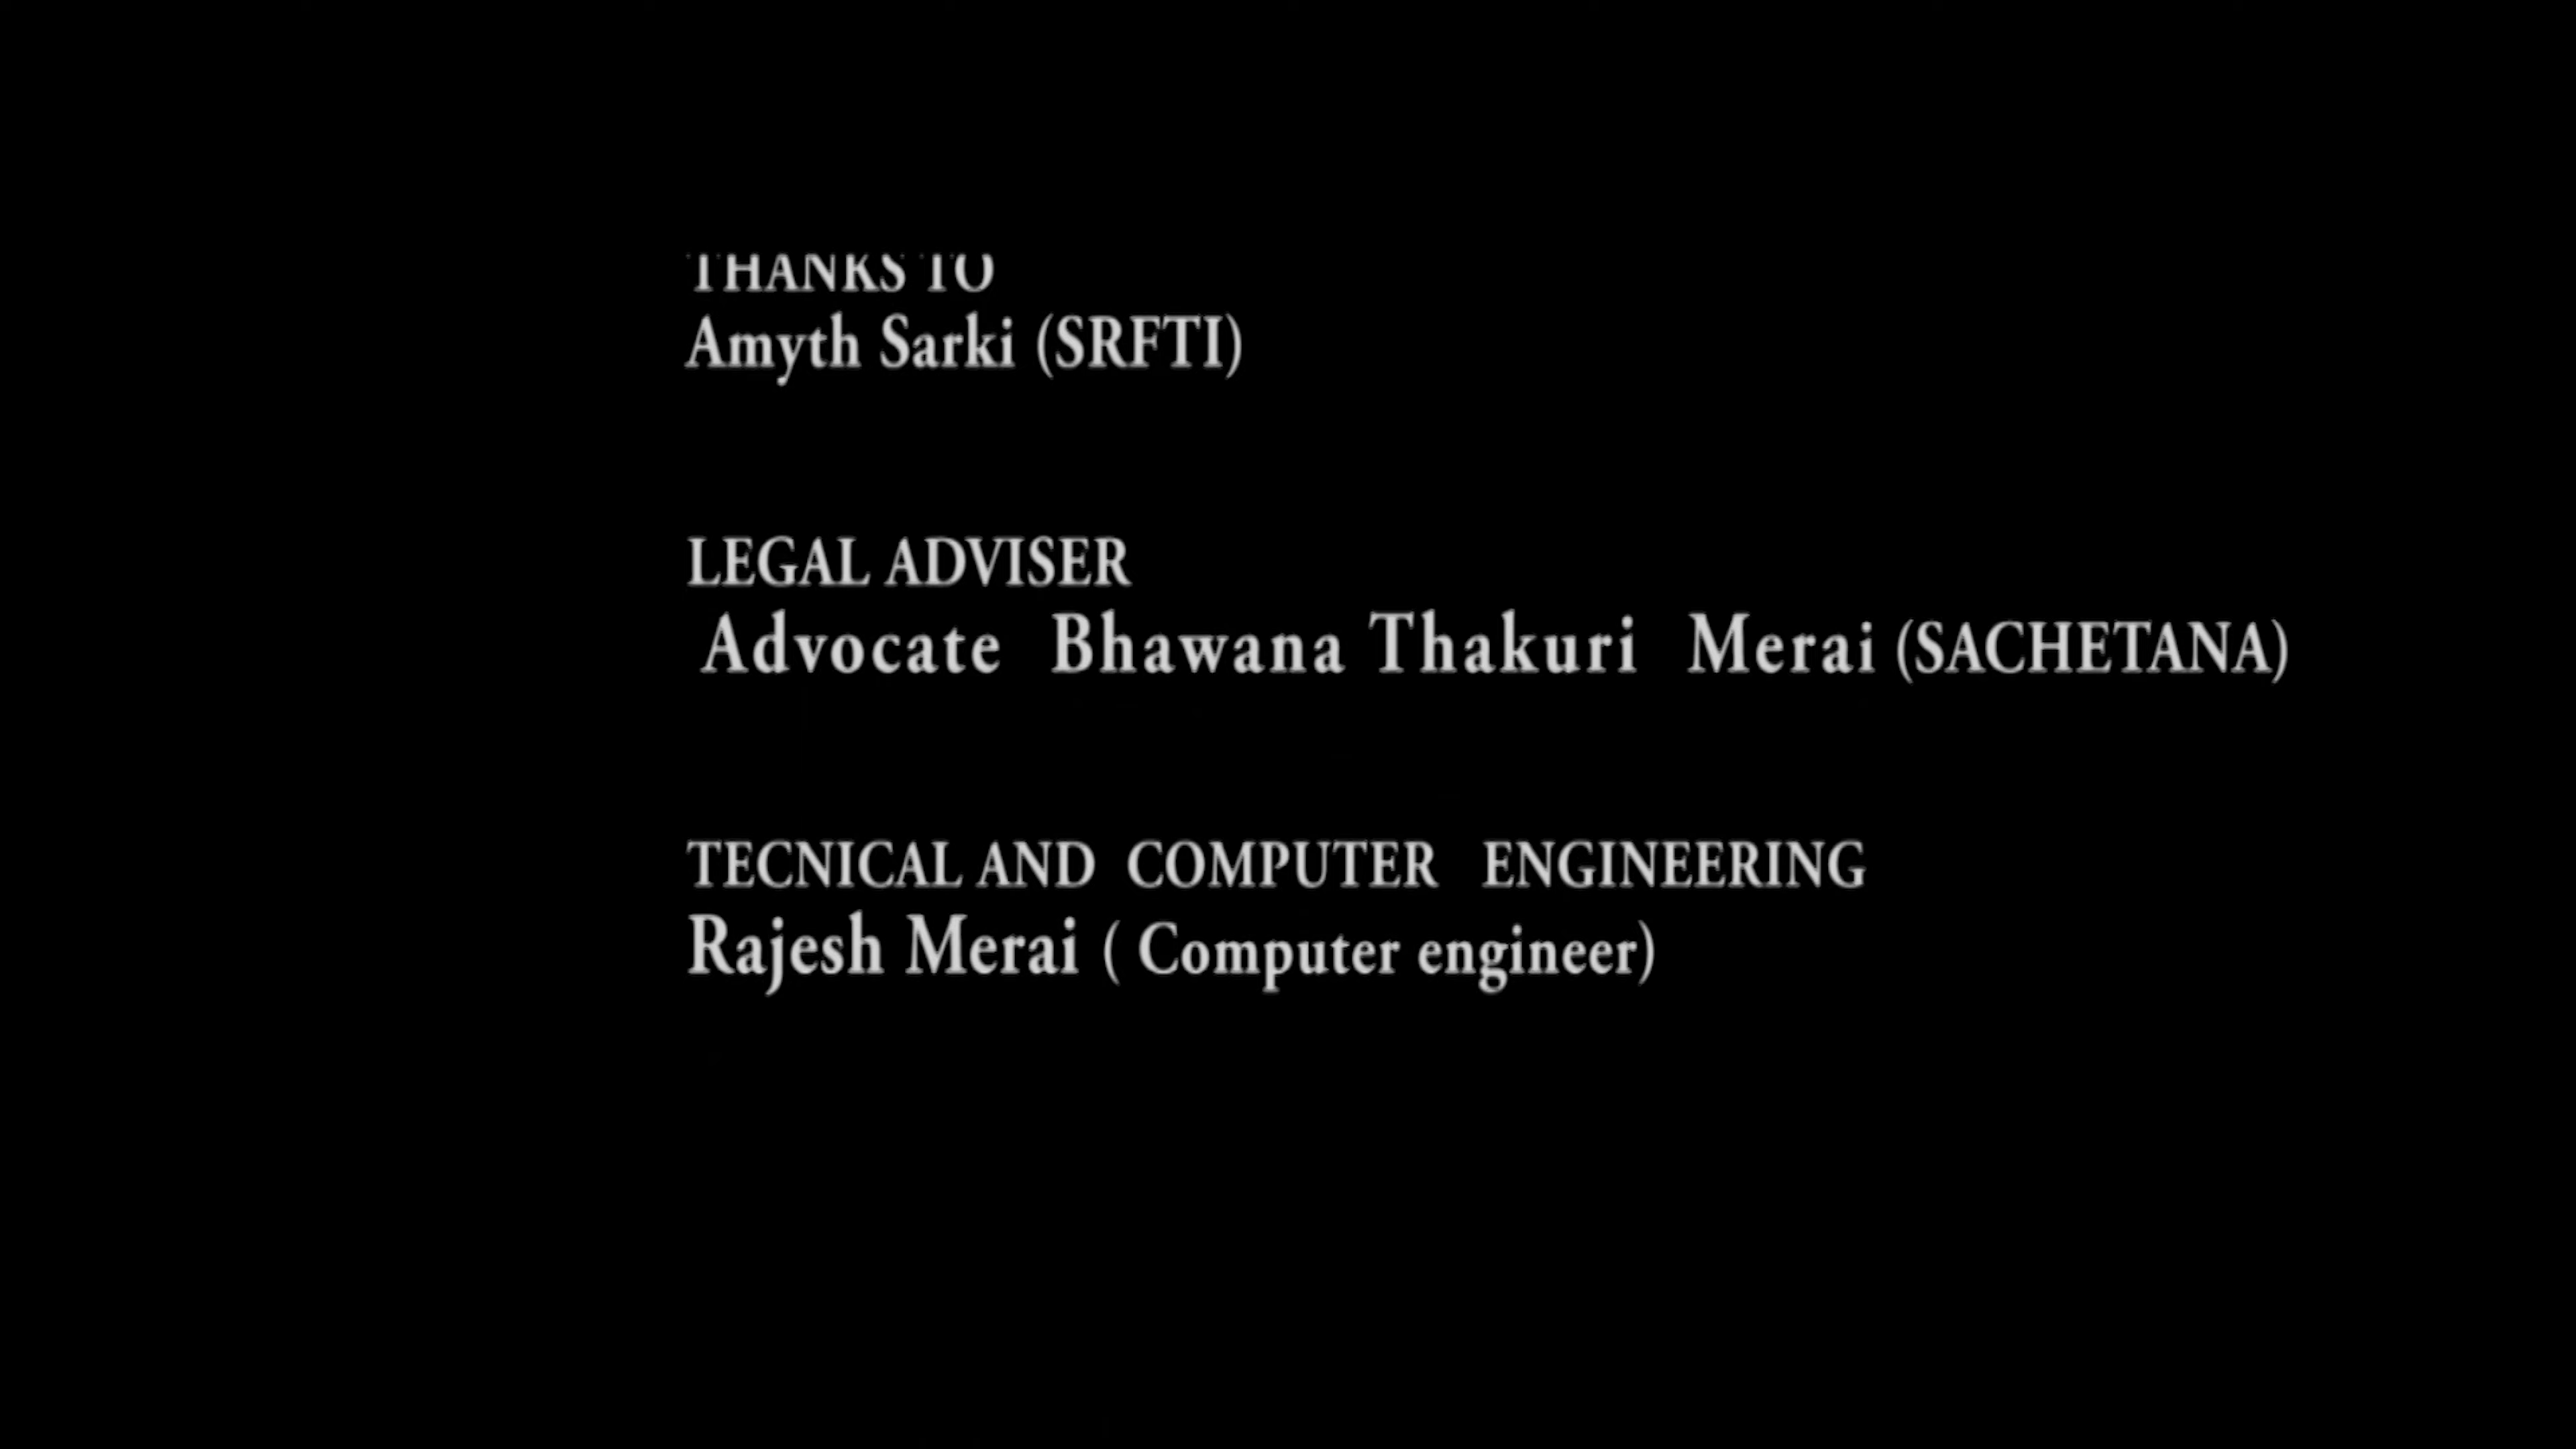 THANKS TO
Amyth Sarki (SRFTI)
LEGAL ADVISER
Advocate Bhawana Thakuri Merai (SACHETANA)
TECNICAL AND COMPUTER ENGINEERING
Rajesh Merai ( Computer engineer)